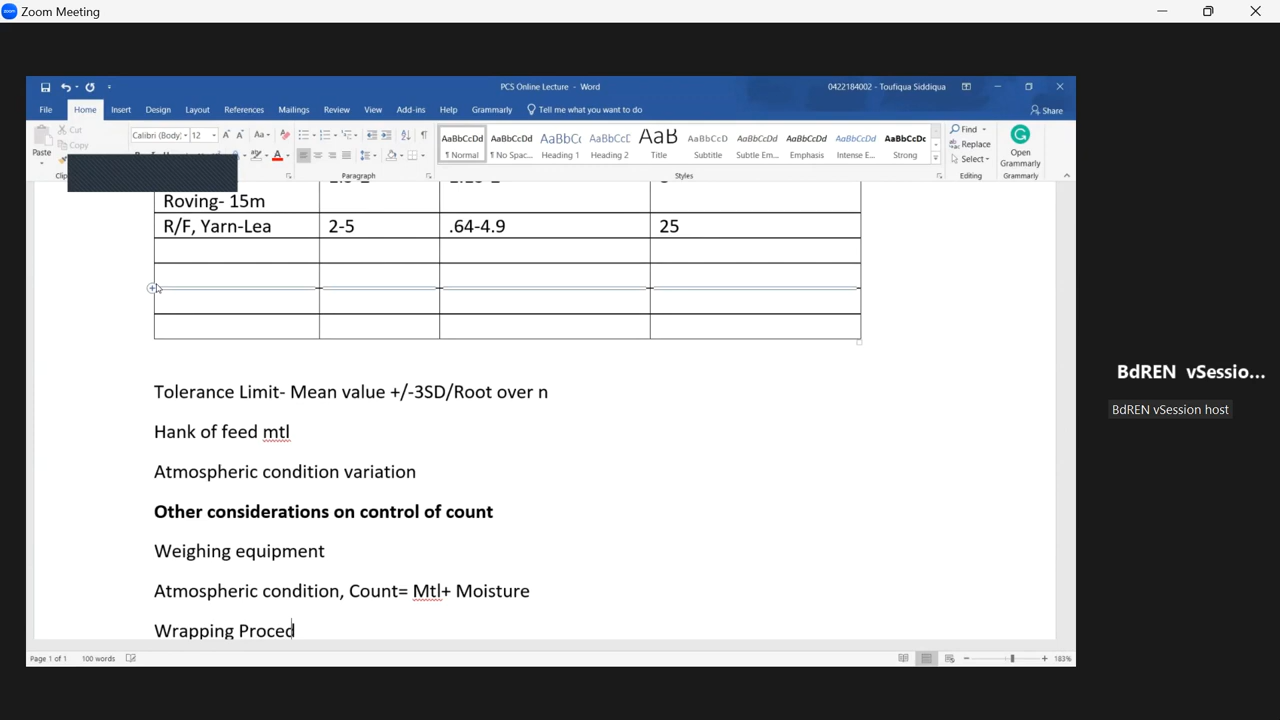 Zoom Meeting
PCS Online Lecture - Word
0422184002 - Toufiqua Siddiqua
File Home Insert Design Layout References Mailings Review View Add-ins Help Grammarly Tell me what you want to do Share
Paste Cut Copy
Calibri (Body) 12
Paragraph
AaBbCcDd ¶ Normal
AaBbCcDd ¶ No Spac...
AaBbCc Heading 1
AaBbCcC Heading 2
AaB Title
AaBbCcD Subtitle
AaBbCcDd Subtle Em...
AaBbCcDd Emphasis
AaBbCcDd Intense E...
AaBbCcDc Strong
Styles
Find
Replace
Select
Editing
Open Grammarly
Grammarly
Roving- 15m
R/F, Yarn-Lea 2-5 .64-4.9 25
Tolerance Limit- Mean value +/-3SD/Root over n
Hank of feed mtl
Atmospheric condition variation
Other considerations on control of count
Weighing equipment
Atmospheric condition, Count= Mtl+ Moisture
Wrapping Proced
Page 1 of 1 100 words 183%
BdREN vSessio...
BdREN vSession host